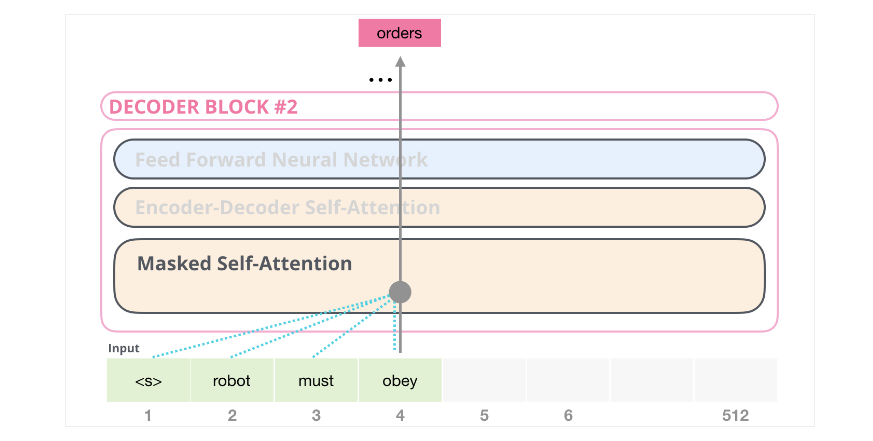 orders
...
DECODER BLOCK #2
Feed Forward Neural Network
Encoder-Decoder Self-Attention
Masked Self-Attention
Input
<s> robot must obey
1 2 3 4 5 6 512